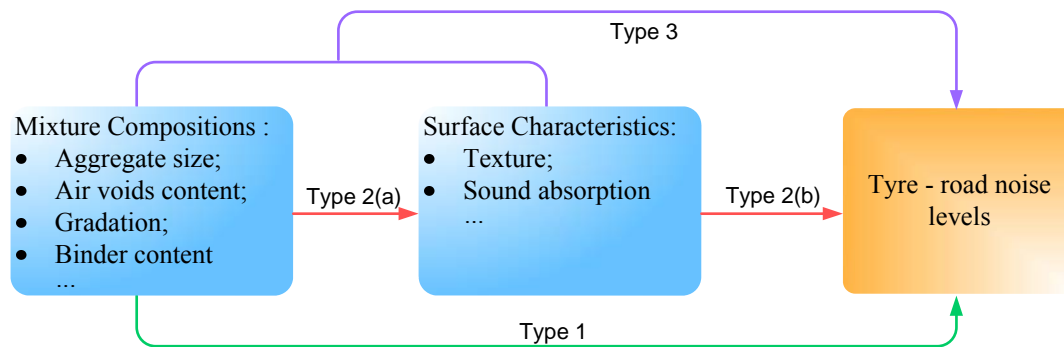 Type 3
Mixture Compositions :
● Aggregate size;
● Air voids content;
● Gradation;
● Binder content
...
Type 2(a)
Surface Characteristics:
● Texture;
● Sound absorption
...
Type 2(b)
Tyre - road noise
levels
Type 1